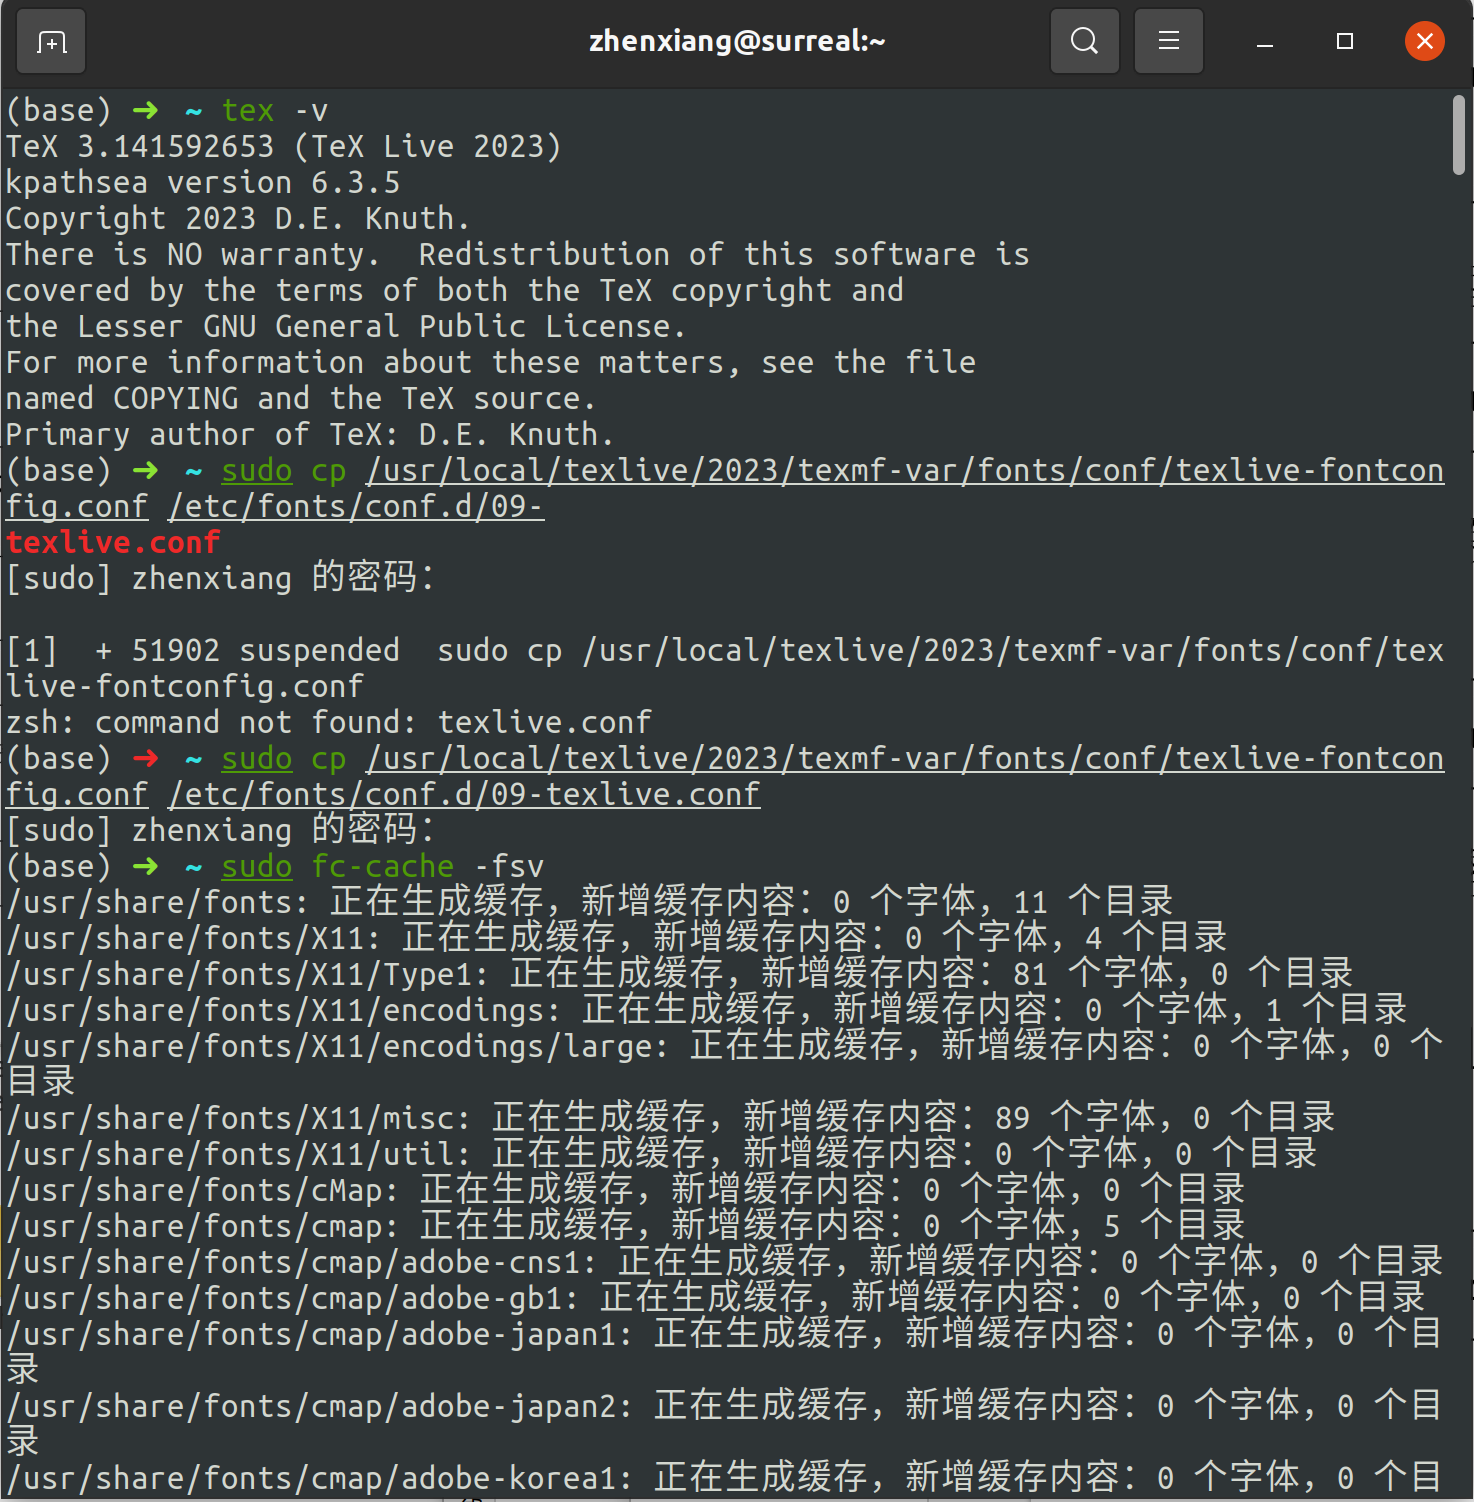 zhenxiang@surreal:~
(base) ➜ ~ tex -v
TeX 3.141592653 (TeX Live 2023)
kpathsea version 6.3.5
Copyright 2023 D.E. Knuth.
There is NO warranty.  Redistribution of this software is
covered by the terms of both the TeX copyright and
the Lesser GNU General Public License.
For more information about these matters, see the file
named COPYING and the TeX source.
Primary author of TeX: D.E. Knuth.
(base) ➜ ~ sudo cp /usr/local/texlive/2023/texmf-var/fonts/conf/texlive-fontcon
fig.conf /etc/fonts/conf.d/09-
texlive.conf
[sudo] zhenxiang 的密码：
[1]  + 51902 suspended  sudo cp /usr/local/texlive/2023/texmf-var/fonts/conf/tex
live-fontconfig.conf
zsh: command not found: texlive.conf
(base) ➜ ~ sudo cp /usr/local/texlive/2023/texmf-var/fonts/conf/texlive-fontcon
fig.conf /etc/fonts/conf.d/09-texlive.conf
[sudo] zhenxiang 的密码：
(base) ➜ ~ sudo fc-cache -fsv
/usr/share/fonts: 正在生成缓存，新增缓存内容：0 个字体，11 个目录
/usr/share/fonts/X11: 正在生成缓存，新增缓存内容：0 个字体，4 个目录
/usr/share/fonts/X11/Type1: 正在生成缓存，新增缓存内容：81 个字体，0 个目录
/usr/share/fonts/X11/encodings: 正在生成缓存，新增缓存内容：0 个字体，1 个目录
/usr/share/fonts/X11/encodings/large: 正在生成缓存，新增缓存内容：0 个字体，0 个
目录
/usr/share/fonts/X11/misc: 正在生成缓存，新增缓存内容：89 个字体，0 个目录
/usr/share/fonts/X11/util: 正在生成缓存，新增缓存内容：0 个字体，0 个目录
/usr/share/fonts/cMap: 正在生成缓存，新增缓存内容：0 个字体，0 个目录
/usr/share/fonts/cmap: 正在生成缓存，新增缓存内容：0 个字体，5 个目录
/usr/share/fonts/cmap/adobe-cns1: 正在生成缓存，新增缓存内容：0 个字体，0 个目录
/usr/share/fonts/cmap/adobe-gb1: 正在生成缓存，新增缓存内容：0 个字体，0 个目录
/usr/share/fonts/cmap/adobe-japan1: 正在生成缓存，新增缓存内容：0 个字体，0 个目
录
/usr/share/fonts/cmap/adobe-japan2: 正在生成缓存，新增缓存内容：0 个字体，0 个目
录
/usr/share/fonts/cmap/adobe-korea1: 正在生成缓存，新增缓存内容：0 个字体，0 个目